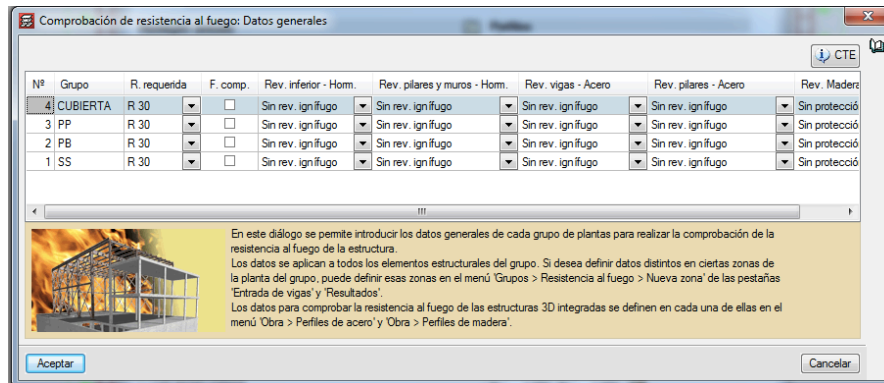 Comprobación de resistencia al fuego: Datos generales
CTE
Nº Grupo R. requerida F. comp. Rev. inferior - Horm. Rev. pilares y muros - Horm. Rev. vigas - Acero Rev. pilares - Acero Rev. Madera
4 CUBIERTA R 30 Sin rev. ignífugo Sin rev. ignífugo Sin rev. ignífugo Sin rev. ignífugo Sin protecció
3 PP R 30 Sin rev. ignífugo Sin rev. ignífugo Sin rev. ignífugo Sin rev. ignífugo Sin protecció
2 PB R 30 Sin rev. ignífugo Sin rev. ignífugo Sin rev. ignífugo Sin rev. ignífugo Sin protecció
1 SS R 30 Sin rev. ignífugo Sin rev. ignífugo Sin rev. ignífugo Sin rev. ignífugo Sin protecció
En este diálogo se permite introducir los datos generales de cada grupo de plantas para realizar la comprobación de la
resistencia al fuego de la estructura.
Los datos se aplican a todos los elementos estructurales del grupo. Si desea definir datos distintos en ciertas zonas de
la planta del grupo, puede definir esas zonas en el menú 'Grupos > Resistencia al fuego > Nueva zona' de las pestañas
'Entrada de vigas' y 'Resultados'.
Los datos para comprobar la resistencia al fuego de las estructuras 3D integradas se definen en cada una de ellas en el
menú 'Obra > Perfiles de acero' y 'Obra > Perfiles de madera'.
Aceptar Cancelar